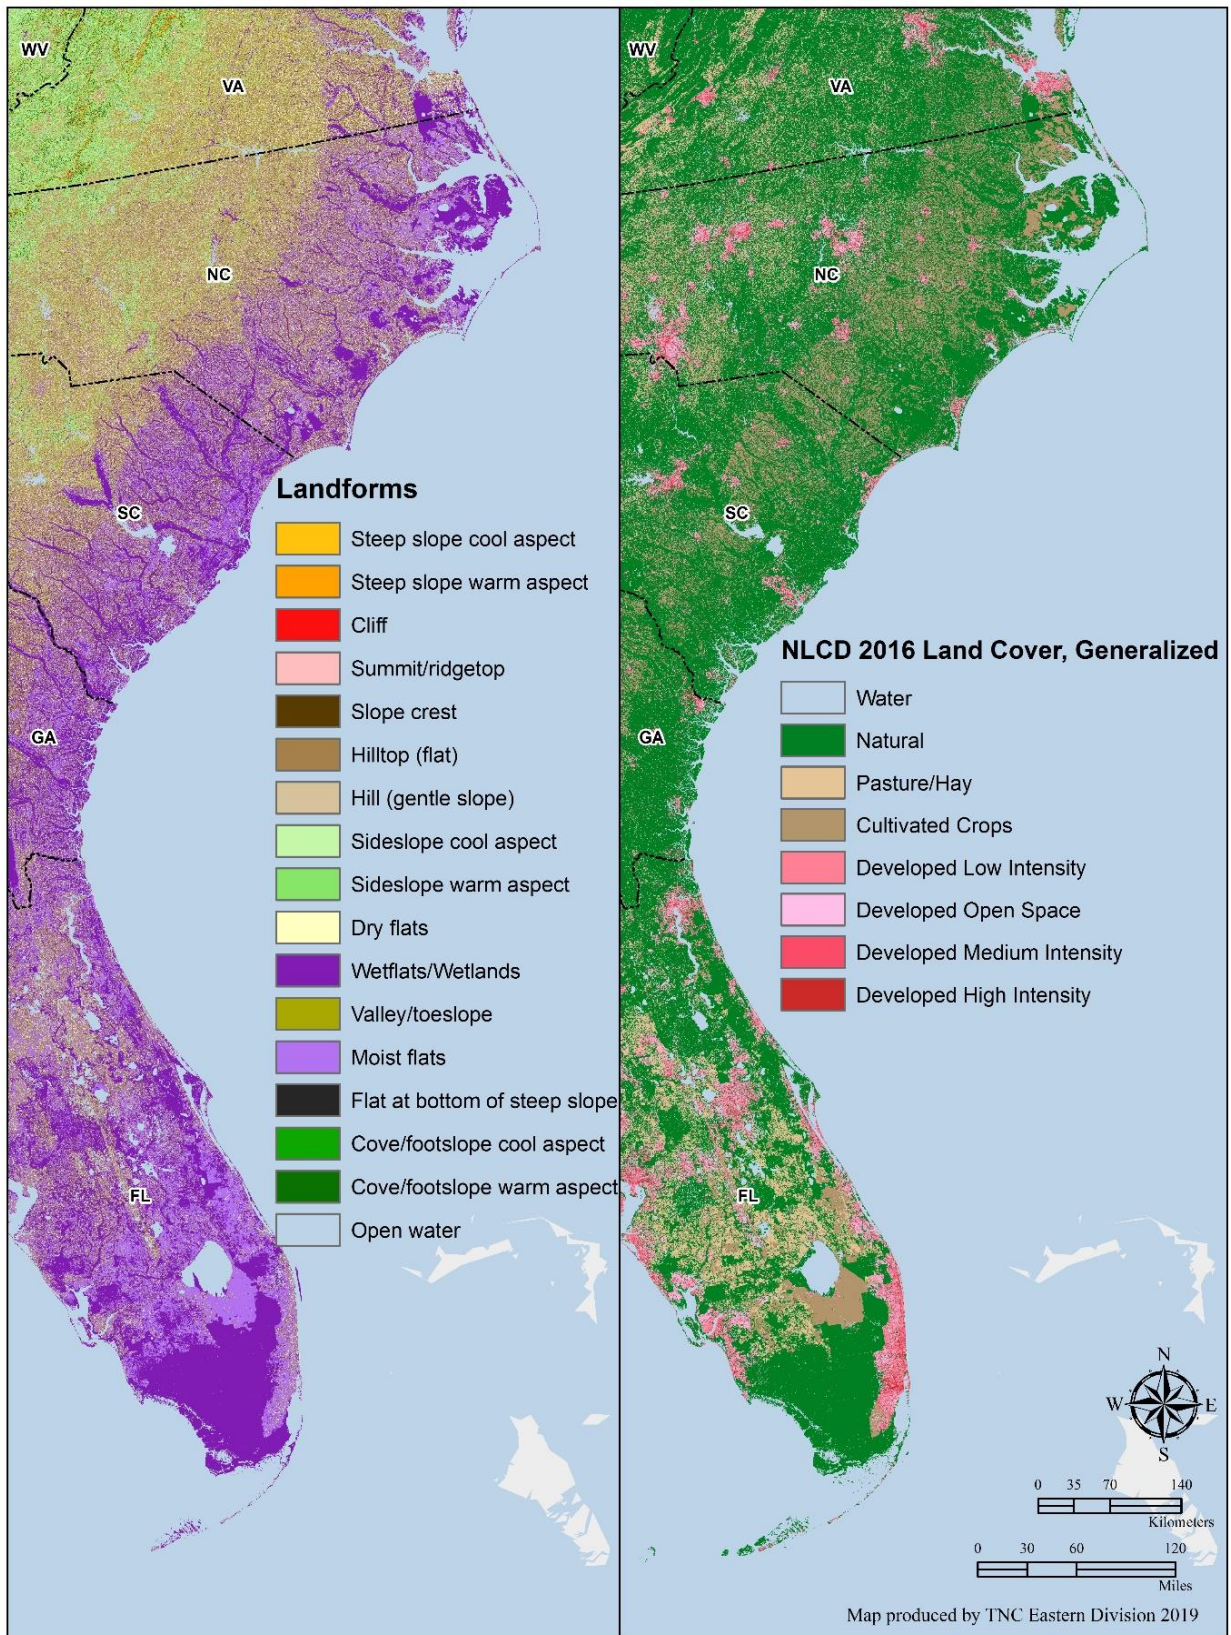 WV
VA
NC
SC
GA
FL
Landforms
Steep slope cool aspect
Steep slope warm aspect
Cliff
Summit/ridgetop
Slope crest
Hilltop (flat)
Hill (gentle slope)
Sideslope cool aspect
Sideslope warm aspect
Dry flats
Wetflats/Wetlands
Valley/toeslope
Moist flats
Flat at bottom of steep slope
Cove/footslope cool aspect
Cove/footslope warm aspect
Open water
WV
VA
NC
SC
GA
FL
NLCD 2016 Land Cover, Generalized
Water
Natural
Pasture/Hay
Cultivated Crops
Developed Low Intensity
Developed Open Space
Developed Medium Intensity
Developed High Intensity
N
W E
S
0 35 70 140
Kilometers
0 30 60 120
Miles
Map produced by TNC Eastern Division 2019